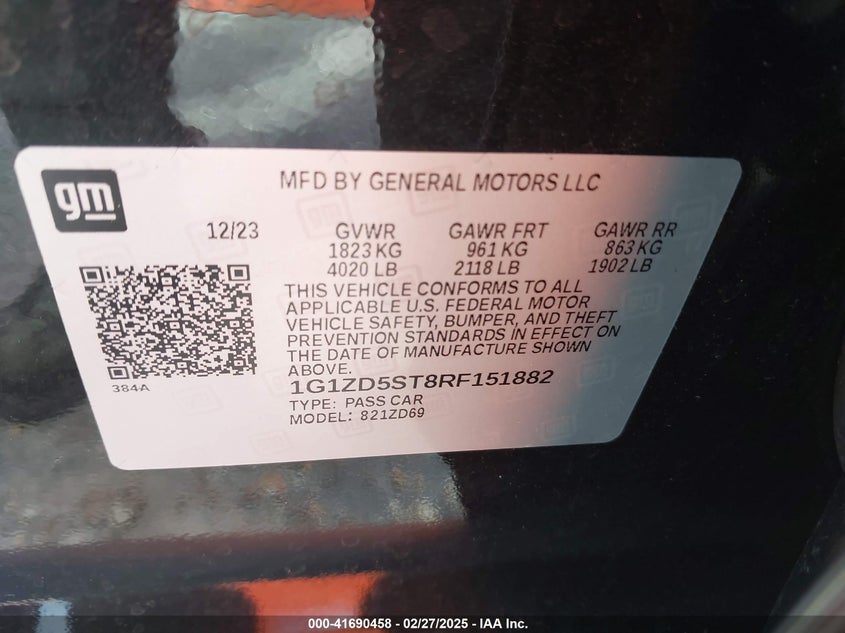 gm
MFD BY GENERAL MOTORS LLC
12/23 GVWR GAWR FRT GAWR RR
1823 KG 961 KG 863 KG
4020 LB 2118 LB 1902 LB
THIS VEHICLE CONFORMS TO ALL
APPLICABLE U.S. FEDERAL MOTOR
VEHICLE SAFETY, BUMPER, AND THEFT
PREVENTION STANDARDS IN EFFECT ON
THE DATE OF MANUFACTURE SHOWN
ABOVE.
384A
1G1ZD5ST8RF151882
TYPE: PASS CAR
MODEL: 821ZD69
000-41690458 - 02/27/2025 - IAA Inc.